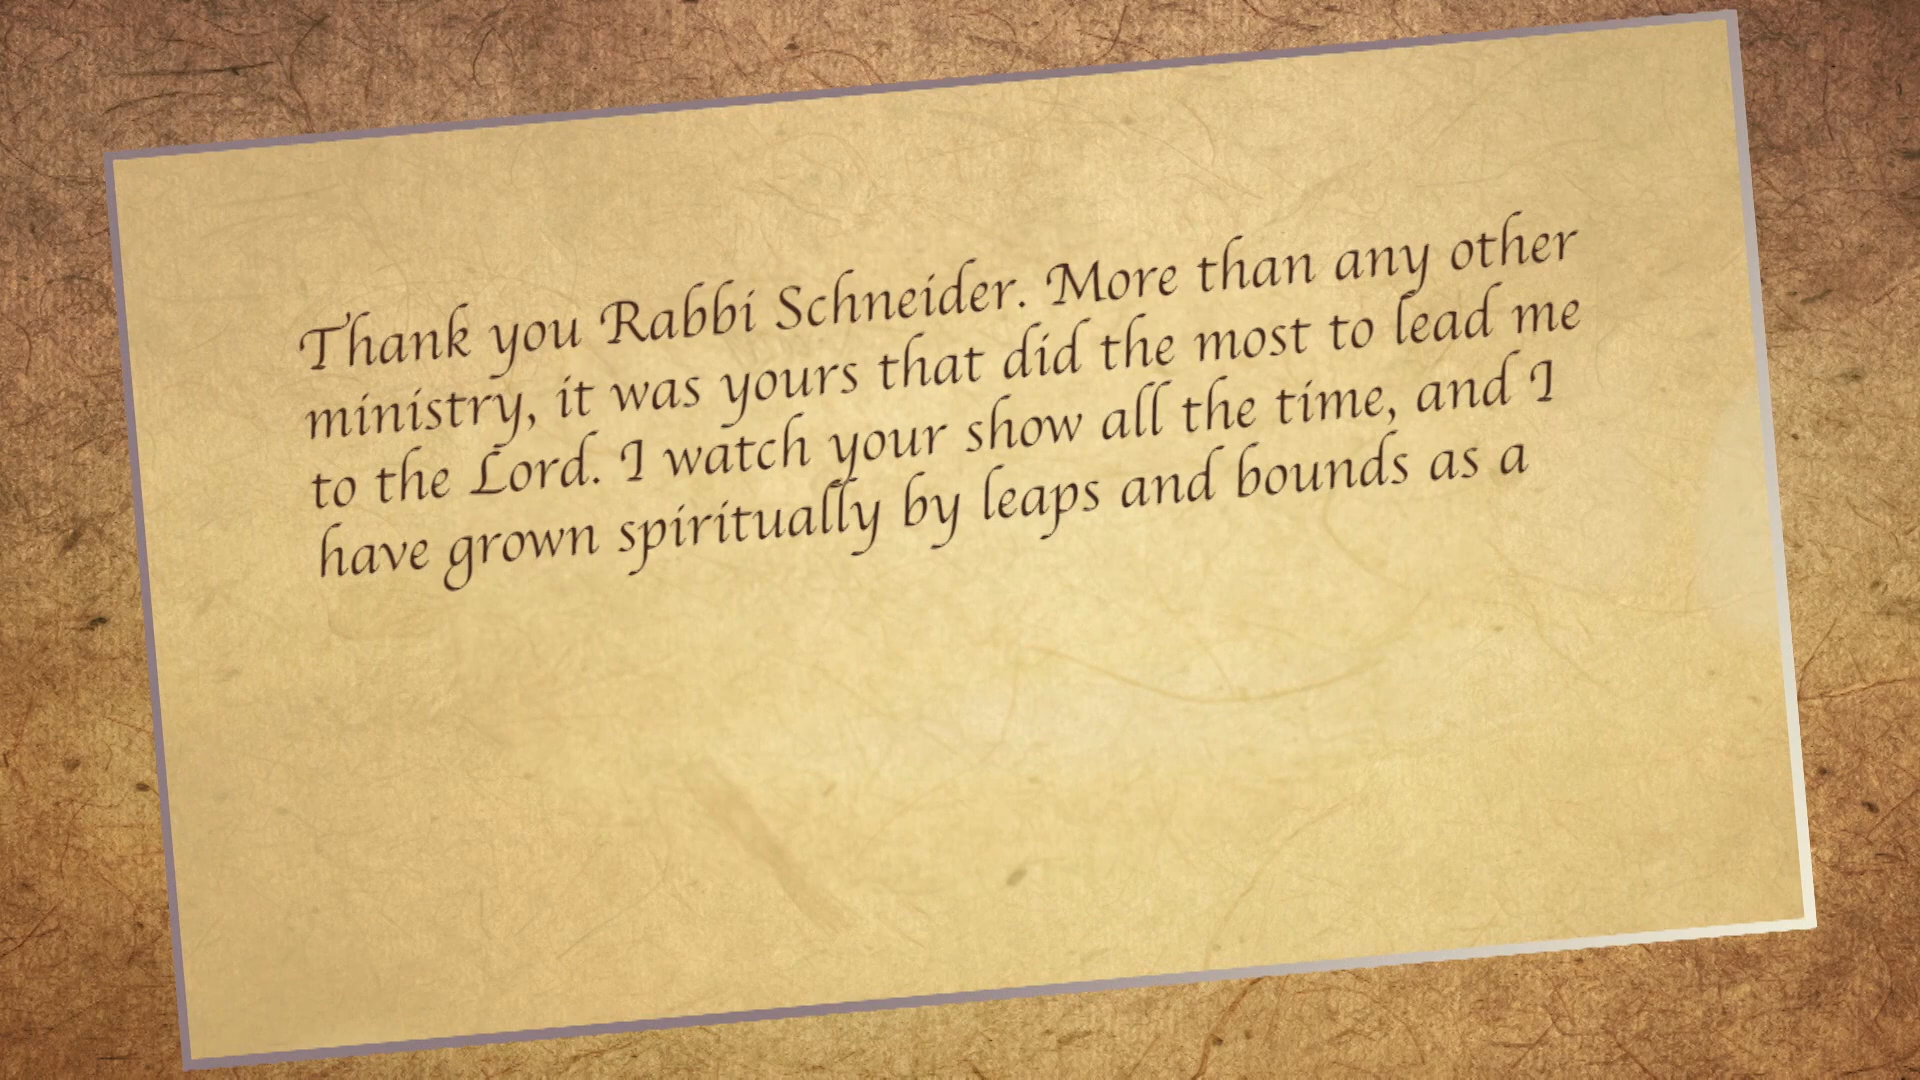 Thank you Rabbi Schneider. More than any other
ministry, it was yours that did the most to lead me
to the Lord. I watch your show all the time, and I
have grown spiritually by leaps and bounds as a